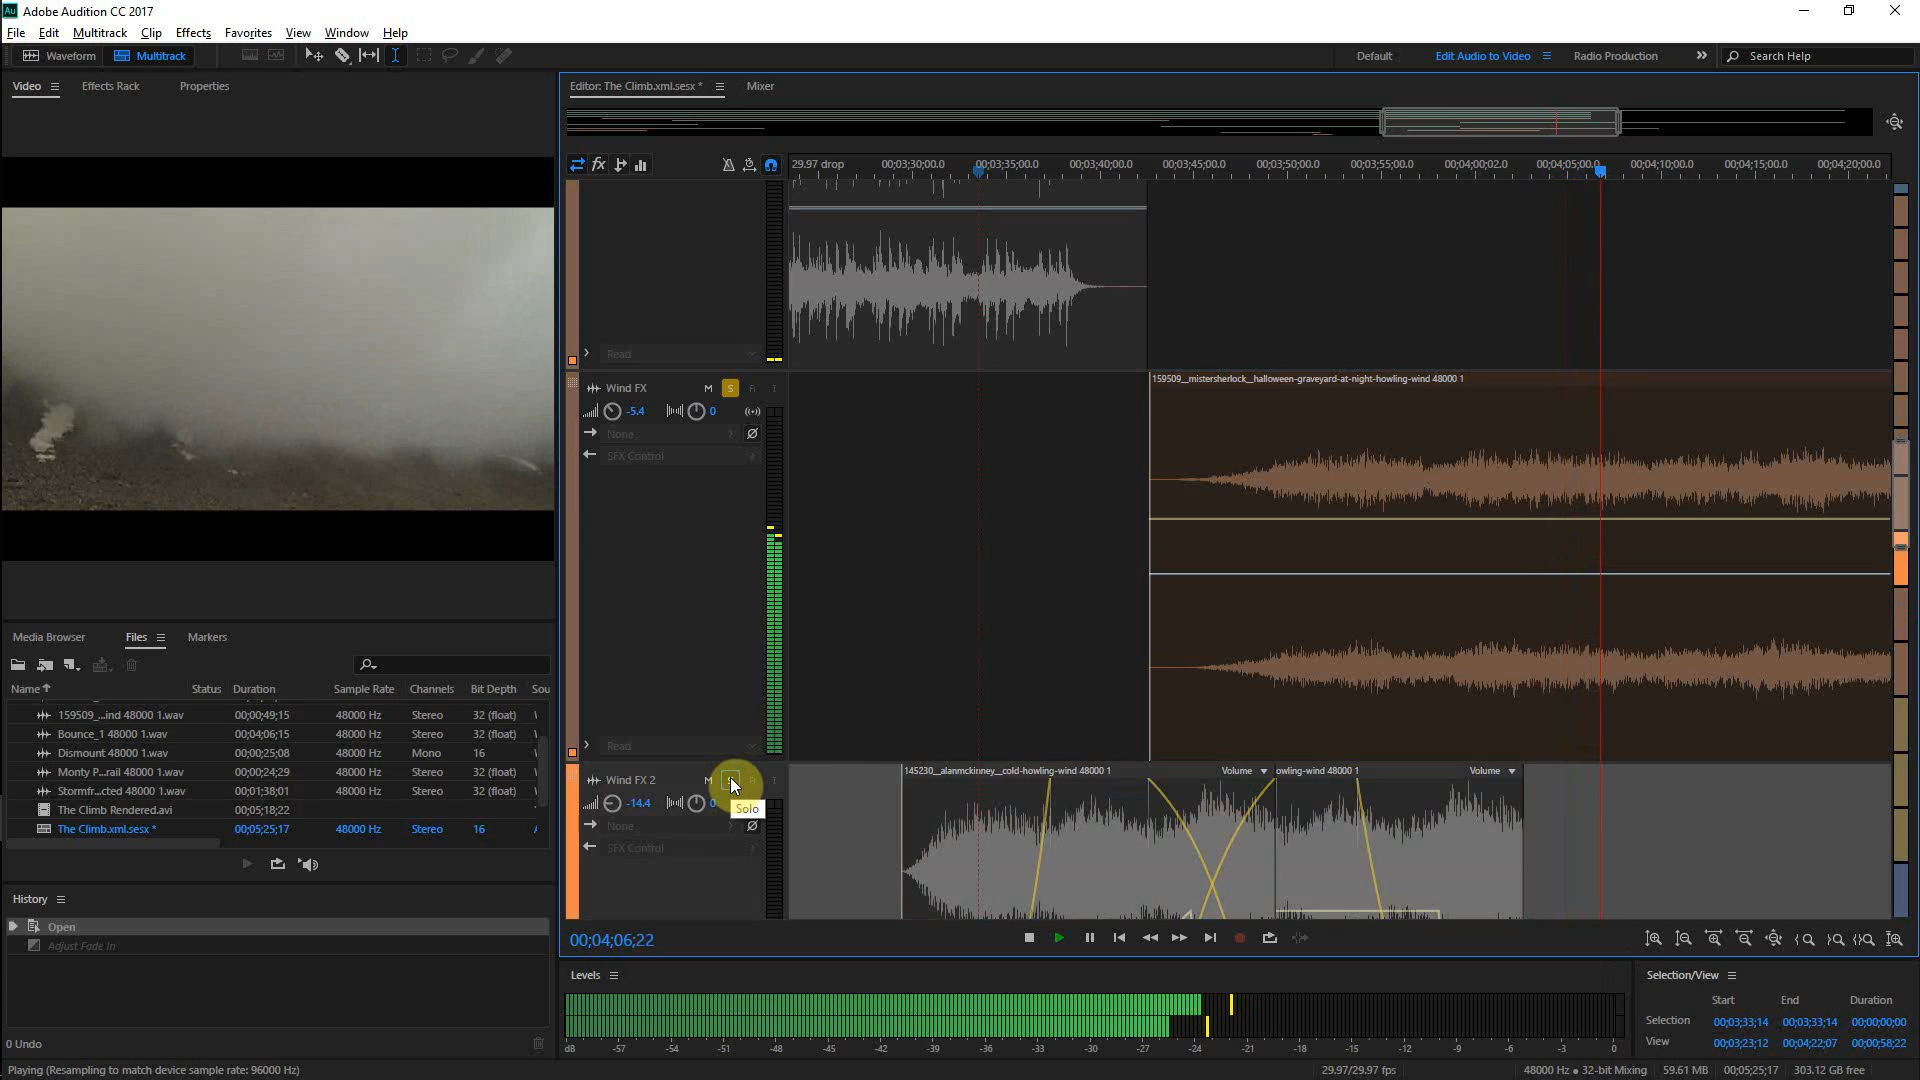 Au Adobe Audition CC 2017
File Edit Multitrack Clip Effects Favorites View Window Help
Waveform Multitrack Default Edit Audio to Video Radio Production Search Help
Video Effects Rack Properties
Editor: The Climb.xml.sesx * Mixer
29.97 drop 00;03;30;00.0 00;03;35;00.0 00;03;40;00.0 00;03;45;00.0 00;03;50;00.0 00;03;55;00.0 00;04;00;02.0 00;04;05;00.0 00;04;10;00.0 00;04;15;00.0 00;04;20;00.0
Read
Wind FX M S R I
159509__mistersherlock__halloween-graveyard-at-night-howling-wind 48000 1
-5.4 0
None
SFX Control
Read
Wind FX 2 M S R I
145230__alanmckinney__cold-howling-wind 48000 1 Volume owling-wind 48000 1 Volume
-14.4 0 Solo
None
SFX Control
Media Browser Files Markers
Name Status Duration Sample Rate Channels Bit Depth Sou
159509_...ind 48000 1.wav 00;00;49;15 48000 Hz Stereo 32 (float)
Bounce_1 48000 1.wav 00;04;06;15 48000 Hz Stereo 32 (float)
Dismount 48000 1.wav 00;00;25;08 48000 Hz Mono 16
Monty P...rail 48000 1.wav 00;00;24;29 48000 Hz Stereo 32 (float)
Stormfr...cted 48000 1.wav 00;01;38;01 48000 Hz Stereo 32 (float)
The Climb Rendered.avi 00;05;18;22
The Climb.xml.sesx * 00;05;25;17 48000 Hz Stereo 16
History
Open
Adjust Fade In
0 Undo
00;04;06;22
Levels
dB -57 -54 -51 -48 -45 -42 -39 -36 -33 -30 -27 -24 -21 -18 -15 -12 -9 -6 -3 0
Selection/View
Start End Duration
Selection 00;03;33;14 00;03;33;14 00;00;00;00
View 00;03;23;12 00;04;22;07 00;00;58;22
Playing (Resampling to match device sample rate: 96000 Hz) 29.97/29.97 fps 48000 Hz • 32-bit Mixing 59.61 MB 00;05;25;17 303.12 GB free